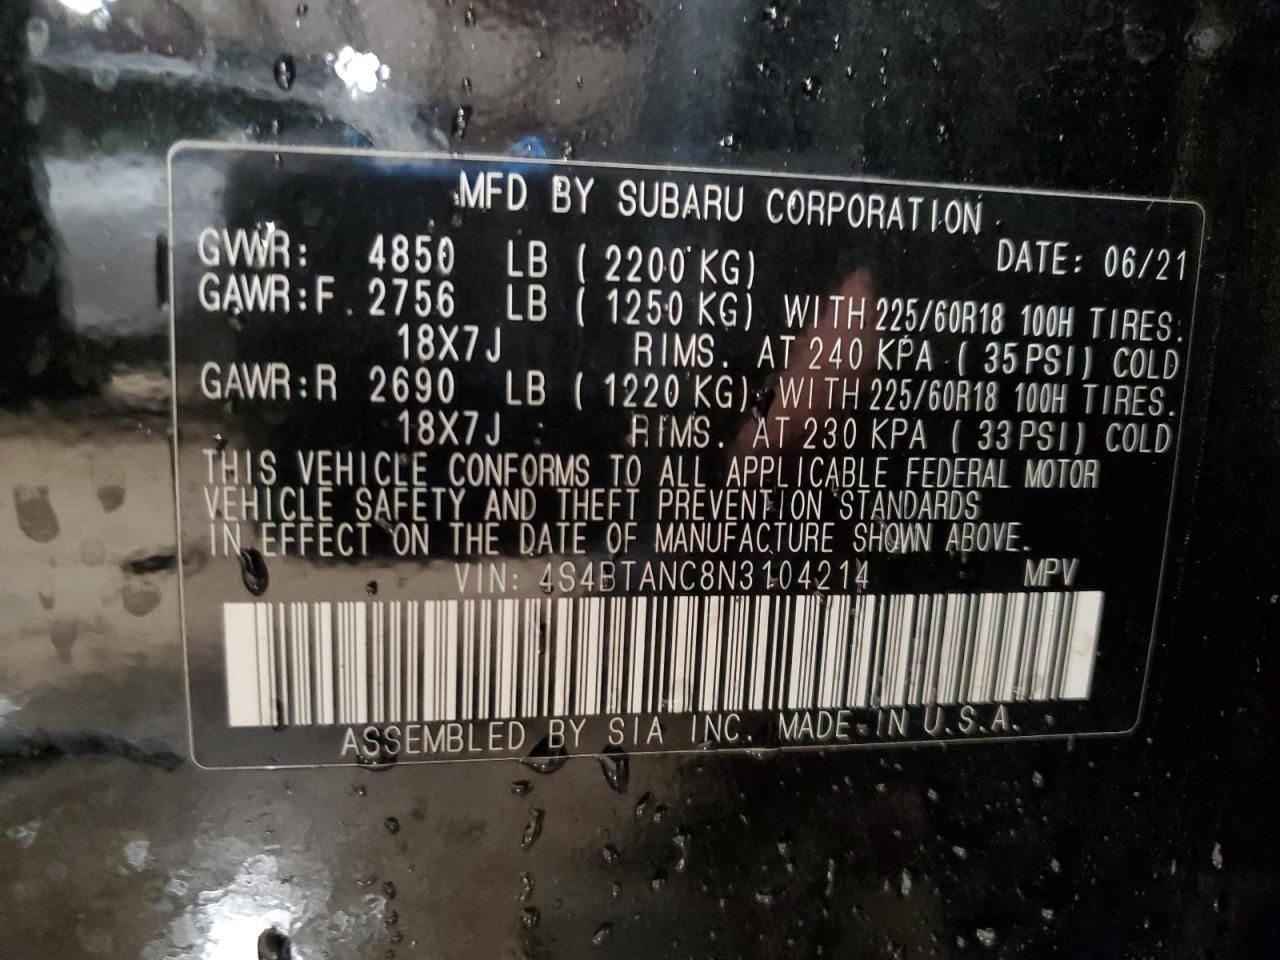 MFD BY SUBARU CORPORATION
DATE: 06/21
GVWR: 4850 LB (2200 KG)
GAWR:F 2756 LB (1250 KG) WITH 225/60R18 100H TIRES.
18X7J RIMS. AT 240 KPA (35 PSI) COLD
GAWR:R 2690 LB (1220 KG) WITH 225/60R18 100H TIRES.
18X7J RIMS. AT 230 KPA (33 PSI) COLD
THIS VEHICLE CONFORMS TO ALL APPLICABLE FEDERAL MOTOR
VEHICLE SAFETY AND THEFT PREVENTION STANDARDS
IN EFFECT ON THE DATE OF MANUFACTURE SHOWN ABOVE.
VIN: 4S4BTANC8N3104214 MPV
ASSEMBLED BY SIA INC. MADE IN U.S.A.